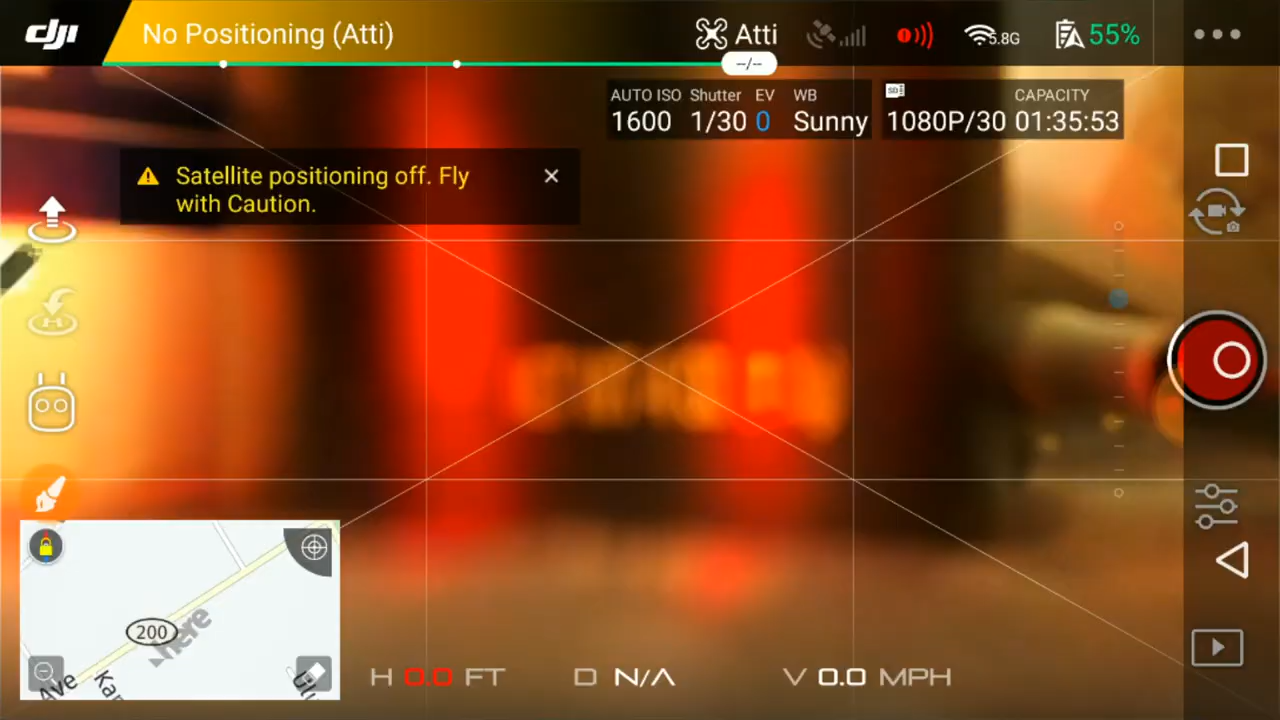 dji
No Positioning (Atti)
Atti
5.8G
55%
--/--
AUTO ISO Shutter EV WB
1600 1/30 0 Sunny
SD
CAPACITY
1080P/30 01:35:53
Satellite positioning off. Fly
with Caution.
H
200
here
Ave
H 0.0 FT D N/A V 0.0 MPH